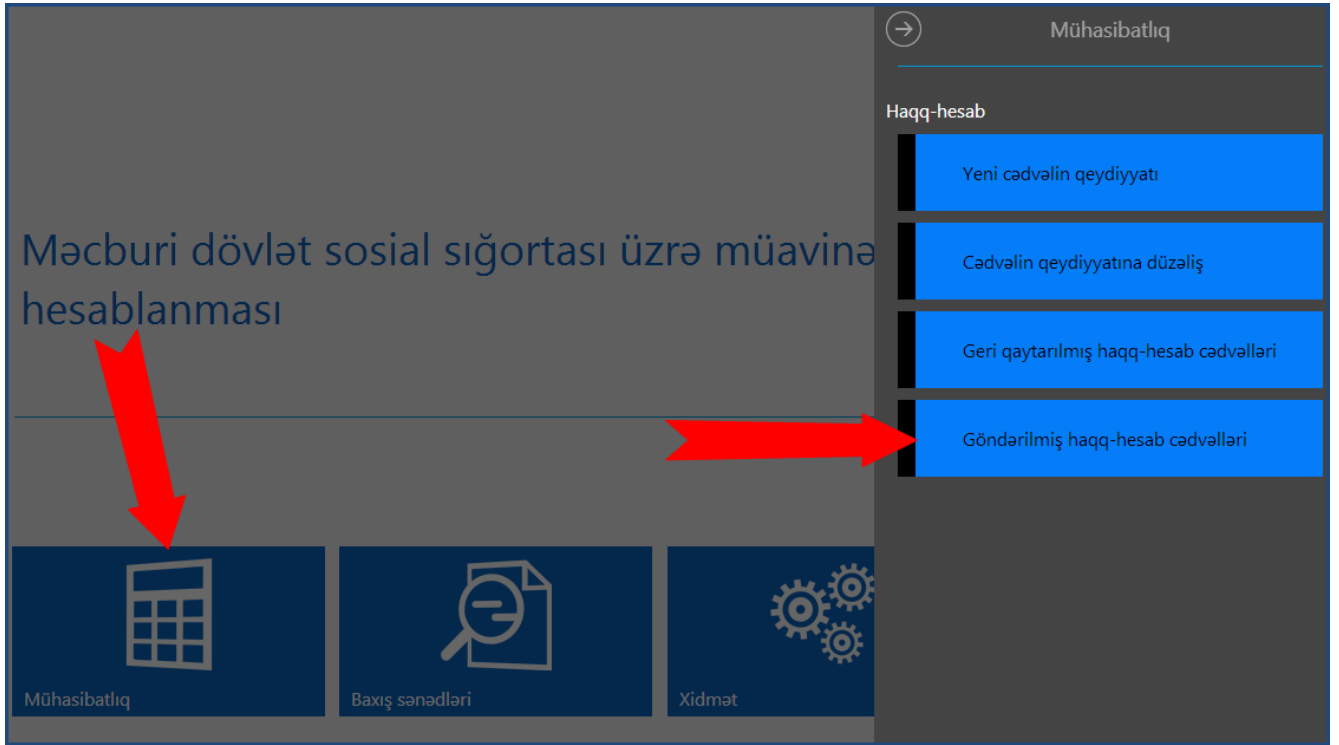 Mühasibatlıq
Haqq-hesab
Yeni cədvəlin qeydiyyatı
Cədvəlin qeydiyyatına düzəliş
Geri qaytarılmış haqq-hesab cədvəlləri
Göndərilmiş haqq-hesab cədvəlləri
Məcburi dövlət sosial sığortası üzrə müavinə
hesablanması
Mühasibatlıq
Baxış sənədləri
Xidmət